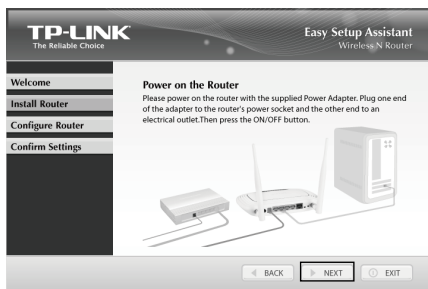 TP-LINK®
The Reliable Choice
Easy Setup Assistant
Wireless N Router
Welcome
Install Router
Configure Router
Confirm Settings
Power on the Router
Please power on the router with the supplied Power Adapter. Plug one end
of the adapter to the router's power socket and the other end to an
electrical outlet.Then press the ON/OFF button.
BACK
NEXT
EXIT